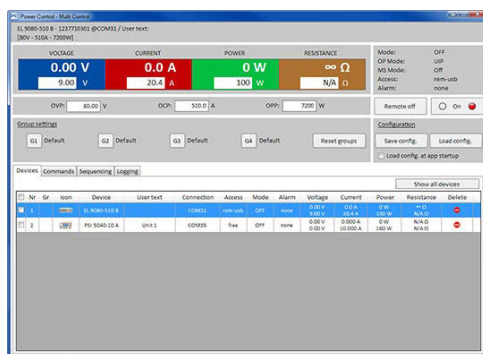 Power Control - Multi Control
EL 9080-510 B - 1237710301 @COM31 / User text:
[80V - 510A - 7200W]
VOLTAGE CURRENT POWER RESISTANCE
0.00 V 0.0 A 0 W ∞ Ω
9.00 V 20.4 A 100 W N/A Ω
Mode: OFF
OP Mode: UIP
MS Mode: Off
Access: rem-usb
Alarm: none
OVP: 80.00 V OCP: 510.0 A OPP: 7200 W
Remote off On
Group settings
G1 Default G2 Default G3 Default G4 Default Reset groups
Configuration
Save config. Load config.
Load config. at app startup
Devices Commands Sequencing Logging
Show all devices
Nr Gr Icon Device User text Connection Access Mode Alarm Voltage Current Power Resistance Delete
1 EL 9080-510 B COM31 rem-usb OFF none 0.00 V 0.0 A 0 W ∞ Ω
9.00 V 20.4 A 100 W N/A Ω
2 PSI 5040-10 A Unit 1 COM35 free OFF none 0.00 V 0.000 A 0 W N/A Ω
0.00 V 10.000 A 160 W N/A Ω